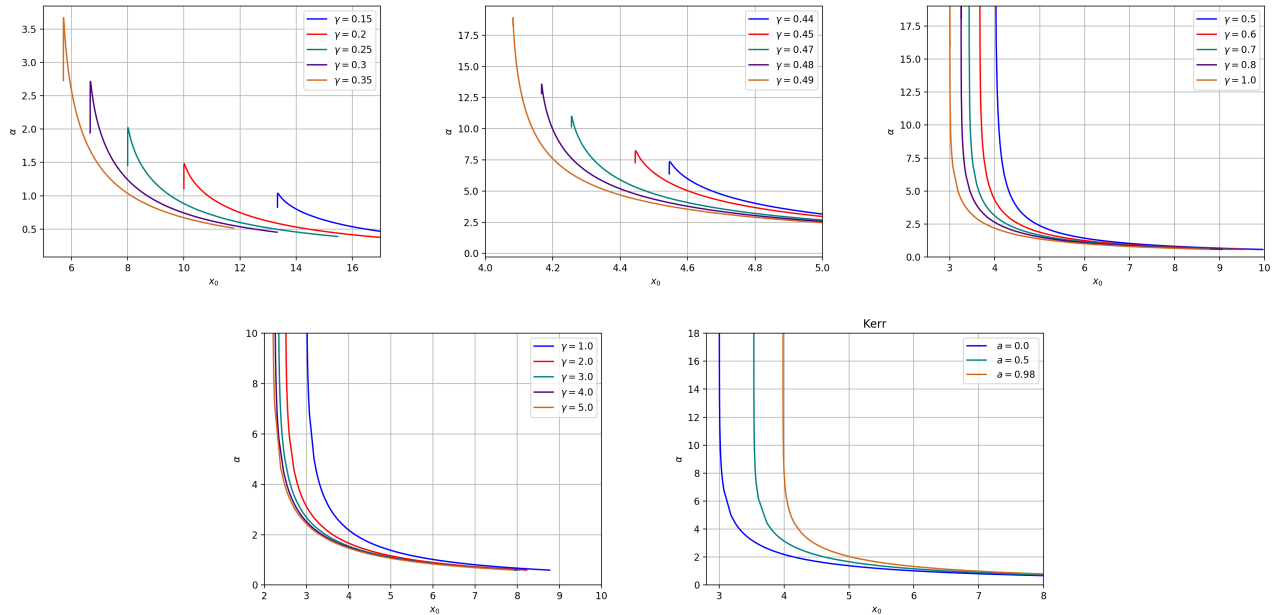 α
3.5
3.0
2.5
2.0
1.5
1.0
0.5
6 8 10 12 14 16
x₀
γ = 0.15
γ = 0.2
γ = 0.25
γ = 0.3
γ = 0.35
α
17.5
15.0
12.5
10.0
7.5
5.0
2.5
0.0
4.0 4.2 4.4 4.6 4.8 5.0
x₀
γ = 0.44
γ = 0.45
γ = 0.47
γ = 0.48
γ = 0.49
α
17.5
15.0
12.5
10.0
7.5
5.0
2.5
0.0
3 4 5 6 7 8 9 10
x₀
γ = 0.5
γ = 0.6
γ = 0.7
γ = 0.8
γ = 1.0
α
10
8
6
4
2
0
2 3 4 5 6 7 8 9 10
x₀
γ = 1.0
γ = 2.0
γ = 3.0
γ = 4.0
γ = 5.0
Kerr
α
18
16
14
12
10
8
6
4
2
0
3 4 5 6 7 8
x₀
a = 0.0
a = 0.5
a = 0.98